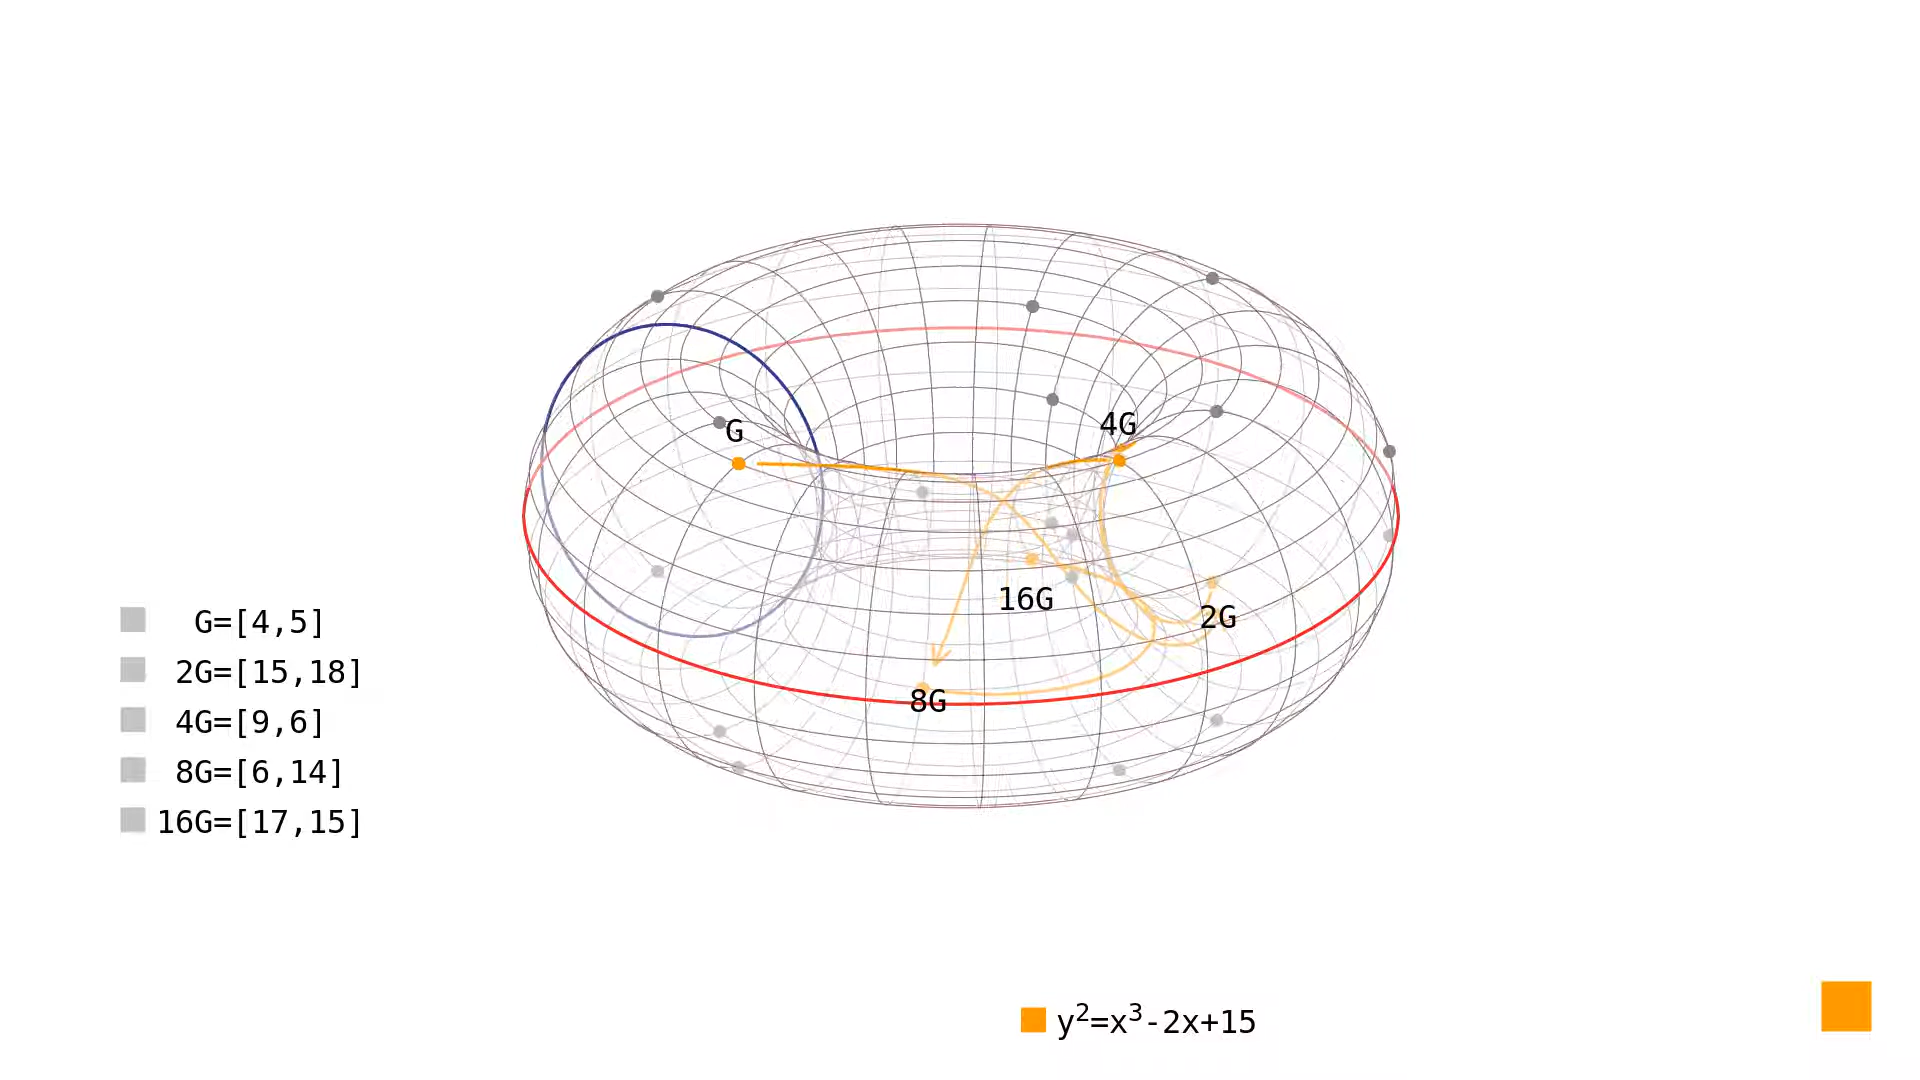 4G
G
16G
2G
8G
G=[4,5]
2G=[15,18]
4G=[9,6]
8G=[6,14]
16G=[17,15]
y²=x³-2x+15